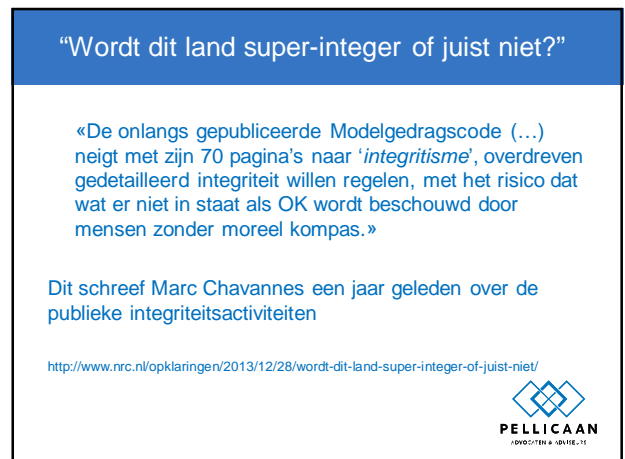 “Wordt dit land super-integer of juist niet?”
«De onlangs gepubliceerde Modelgedragscode (…)
neigt met zijn 70 pagina’s naar ‘integritisme’, overdreven
gedetailleerd integriteit willen regelen, met het risico dat
wat er niet in staat als OK wordt beschouwd door
mensen zonder moreel kompas.»
Dit schreef Marc Chavannes een jaar geleden over de
publieke integriteitsactiviteiten
http://www.nrc.nl/opklaringen/2013/12/28/wordt-dit-land-super-integer-of-juist-niet/
PELLICAAN
ADVOCATEN & ADVISEURS